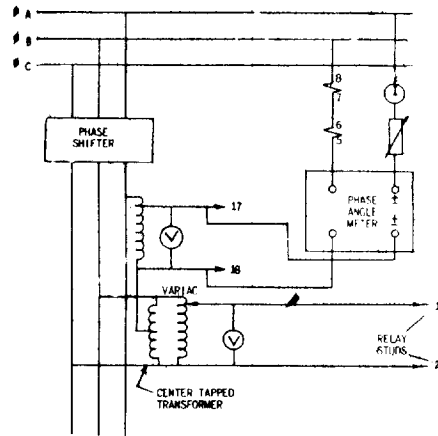 ø A
ø B
ø C
8
7
6
5
PHASE
SHIFTER
PHASE
ANGLE
METER
±
±
17
V
18
VARIAC
1
V
RELAY
STUDS
2
CENTER TAPPED
TRANSFORMER